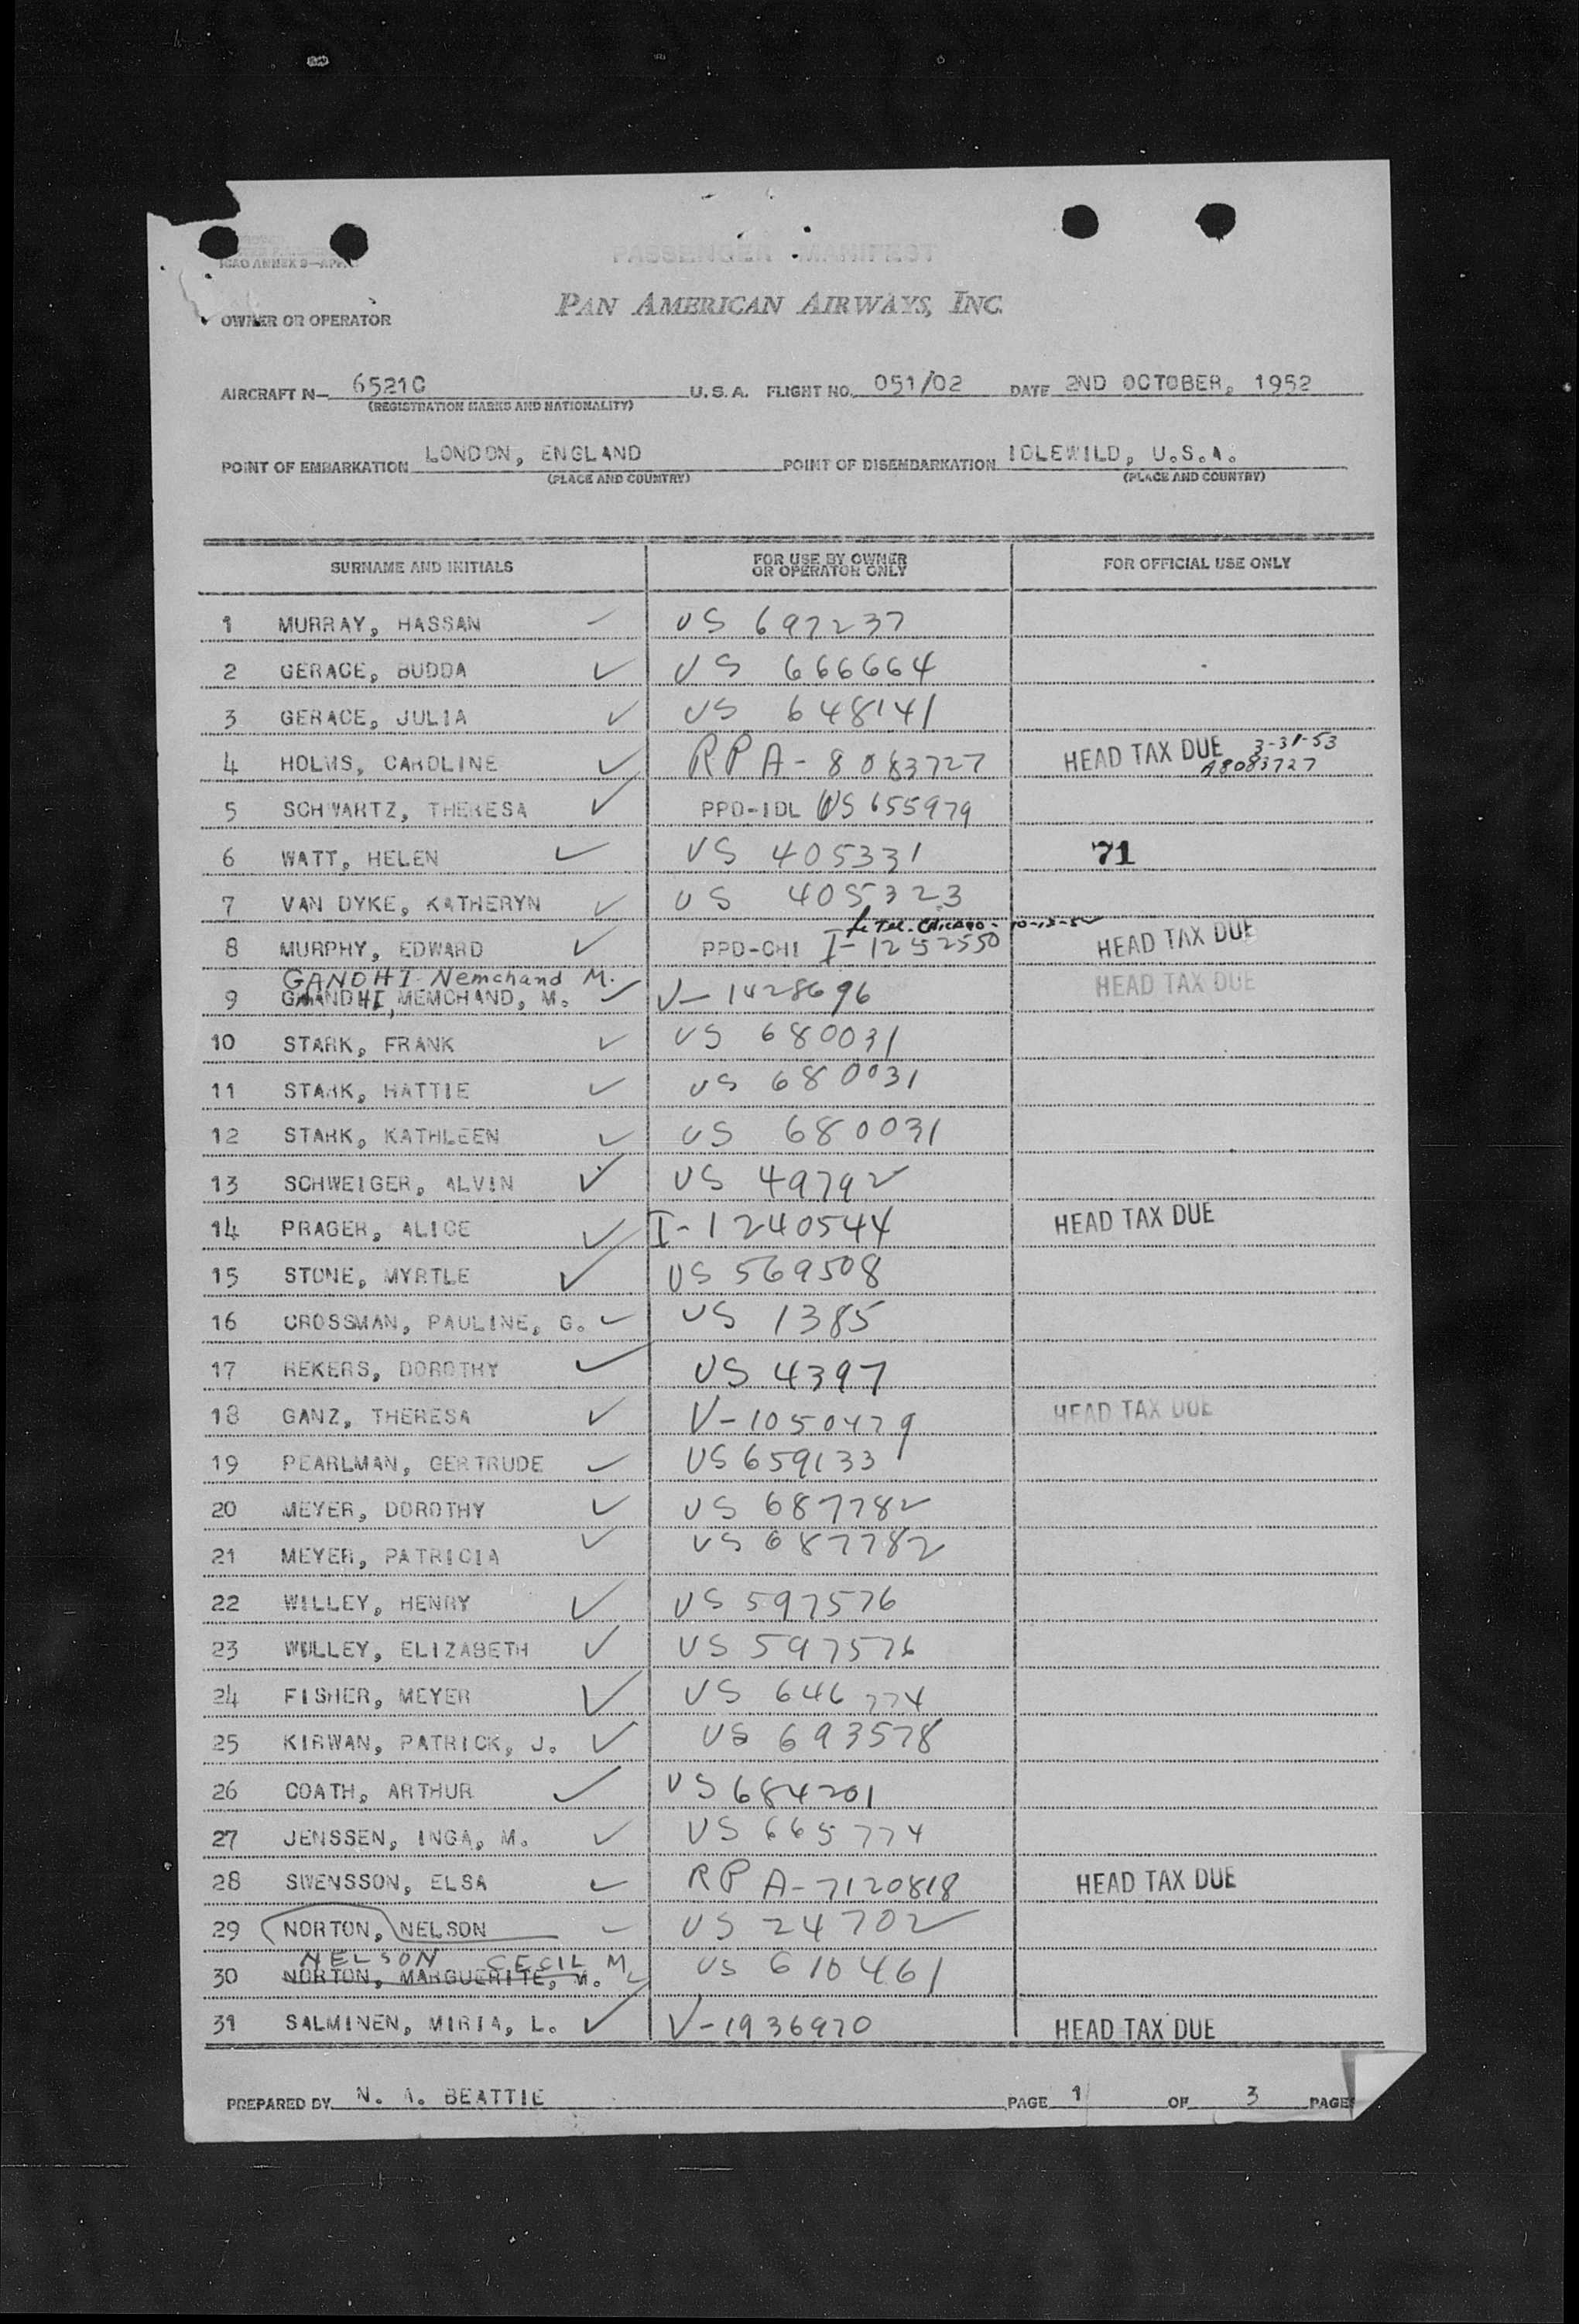 PASSENGER MANIFEST
ICAO ANNEX 9—APP.
PAN AMERICAN AIRWAYS, INC.
OWNER OR OPERATOR
AIRCRAFT N— 6521C U.S.A. FLIGHT NO. 051/02 DATE 2ND OCTOBER, 1952
(REGISTRATION MARKS AND NATIONALITY)
POINT OF EMBARKATION LONDON, ENGLAND POINT OF DISEMBARKATION IDLEWILD, U.S.A.
(PLACE AND COUNTRY) (PLACE AND COUNTRY)
SURNAME AND INITIALS FOR USE BY OWNER OR OPERATOR ONLY FOR OFFICIAL USE ONLY
1 MURRAY, HASSAN US 697237
2 GERACE, BUDDA US 666664
3 GERACE, JULIA US 648141
4 HOLMS, CAROLINE RP A-8083727 HEAD TAX DUE 3-31-53 A8083727
5 SCHWARTZ, THERESA PPD-IDL US 655979
6 WATT, HELEN US 405331 71
7 VAN DYKE, KATHERYN US 405323
Tel. Chicago-10-15-52
8 MURPHY, EDWARD PPD-CHI I-1252550 HEAD TAX DUE
GANDHI Nemchand M.
9 GHANDHI, MEMCHAND, M. V-1428696 HEAD TAX DUE
10 STARK, FRANK US 680031
11 STARK, HATTIE US 680031
12 STARK, KATHLEEN US 680031
13 SCHWEIGER, ALVIN US 49792
14 PRAGER, ALICE I-1240544 HEAD TAX DUE
15 STONE, MYRTLE US 569508
16 CROSSMAN, PAULINE, G. US 1385
17 REKERS, DOROTHY US 4397
18 GANZ, THERESA V-1050479 HEAD TAX DUE
19 PEARLMAN, GERTRUDE US 659133
20 MEYER, DOROTHY US 687782
21 MEYER, PATRICIA US 687782
22 WILLEY, HENRY US 597576
23 WILLEY, ELIZABETH US 597576
24 FISHER, MEYER US 646774
25 KIRWAN, PATRICK, J. US 693578
26 COATH, ARTHUR US 684201
27 JENSSEN, INGA, M. US 665774
28 SWENSSON, ELSA RP A-7120818 HEAD TAX DUE
29 NORTON, NELSON US 24702
NELSON CECIL M
30 NORTON, MARGUERITE, M. US 610461
31 SALMINEN, MIRIA, L. V-1936970 HEAD TAX DUE
PREPARED BY N. A. BEATTIE PAGE 1 OF 3 PAGES